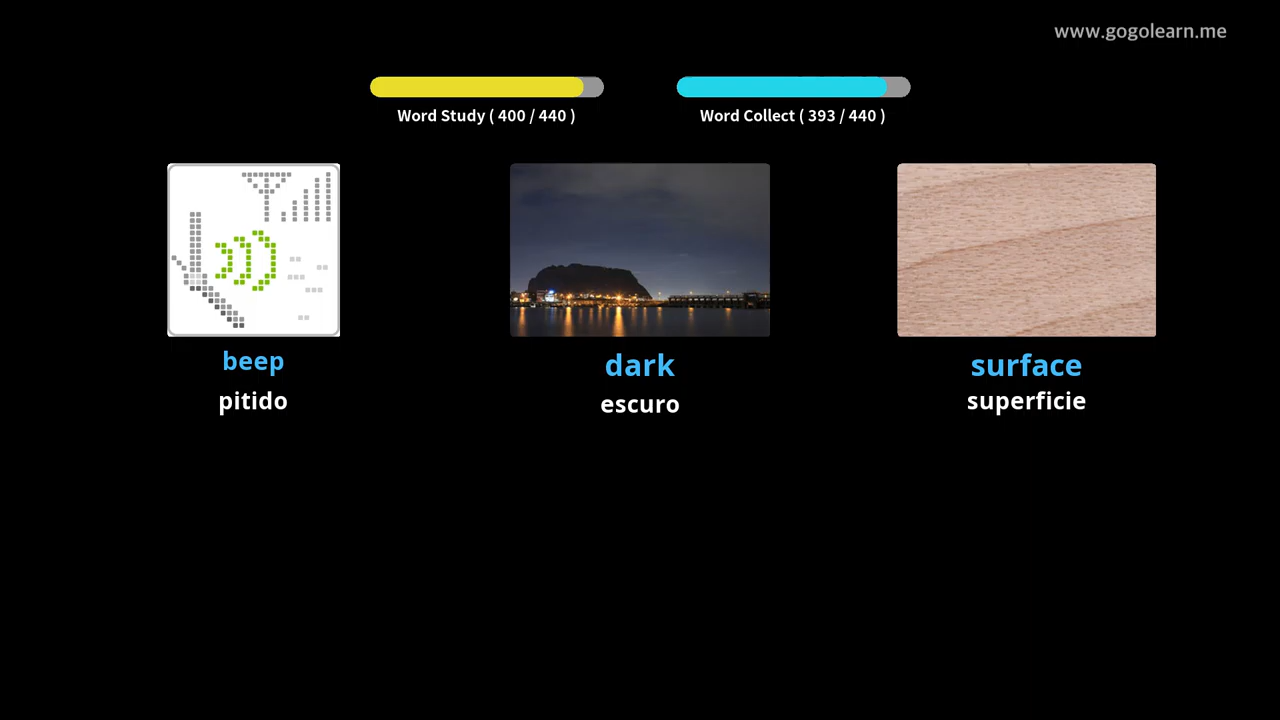 www.gogolearn.me
Word Study ( 400 / 440 )
Word Collect ( 393 / 440 )
beep
pitido
dark
escuro
surface
superficie